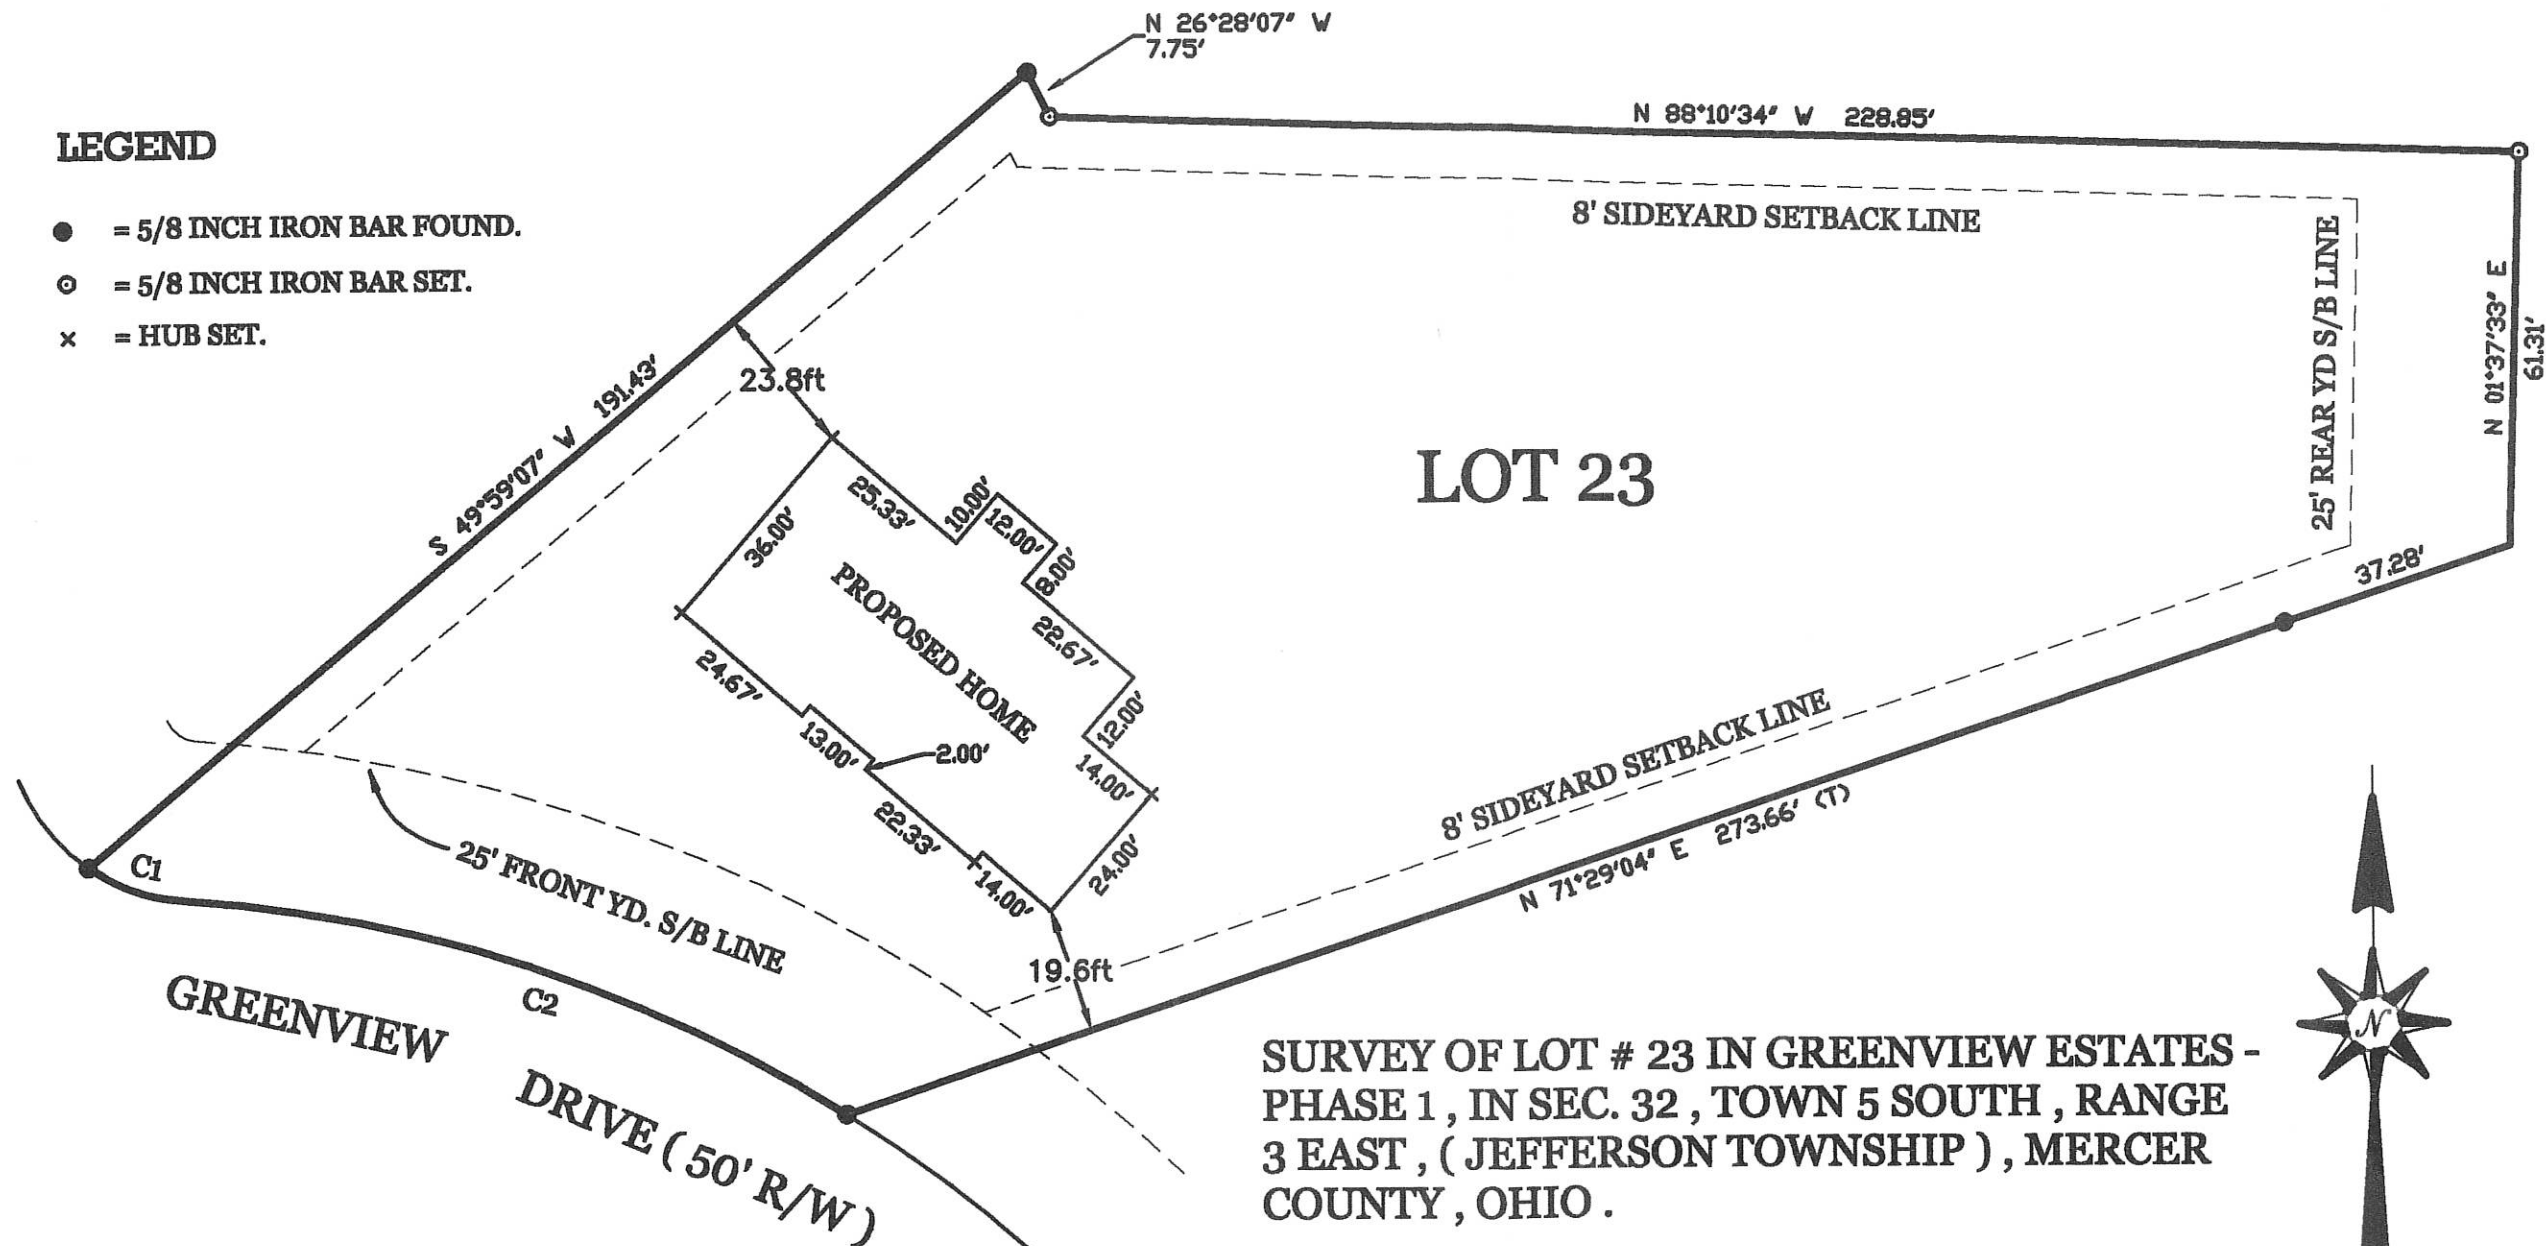 N 26°28'07" W
7.75'
N 88°10'34" W 228.85'
LEGEND
= 5/8 INCH IRON BAR FOUND.
= 5/8 INCH IRON BAR SET.
x = HUB SET.
8' SIDEYARD SETBACK LINE
25' REAR YD S/B LINE
N 01°37'33" E
61.31'
S 49°59'07" W 191.43'
23.8ft
LOT 23
25.33'
10.00'
12.00'
8.00'
36.00'
PROPOSED HOME
22.67'
37.28'
24.67'
12.00'
13.00'
2.00'
14.00'
8' SIDEYARD SETBACK LINE
N 71°29'04" E 273.66' (T)
22.33'
24.00'
14.00'
C1
25' FRONT YD. S/B LINE
19.6ft
C2
GREENVIEW
DRIVE ( 50' R/W )
N
SURVEY OF LOT # 23 IN GREENVIEW ESTATES -
PHASE 1 , IN SEC. 32 , TOWN 5 SOUTH , RANGE
3 EAST , ( JEFFERSON TOWNSHIP ) , MERCER
COUNTY , OHIO .